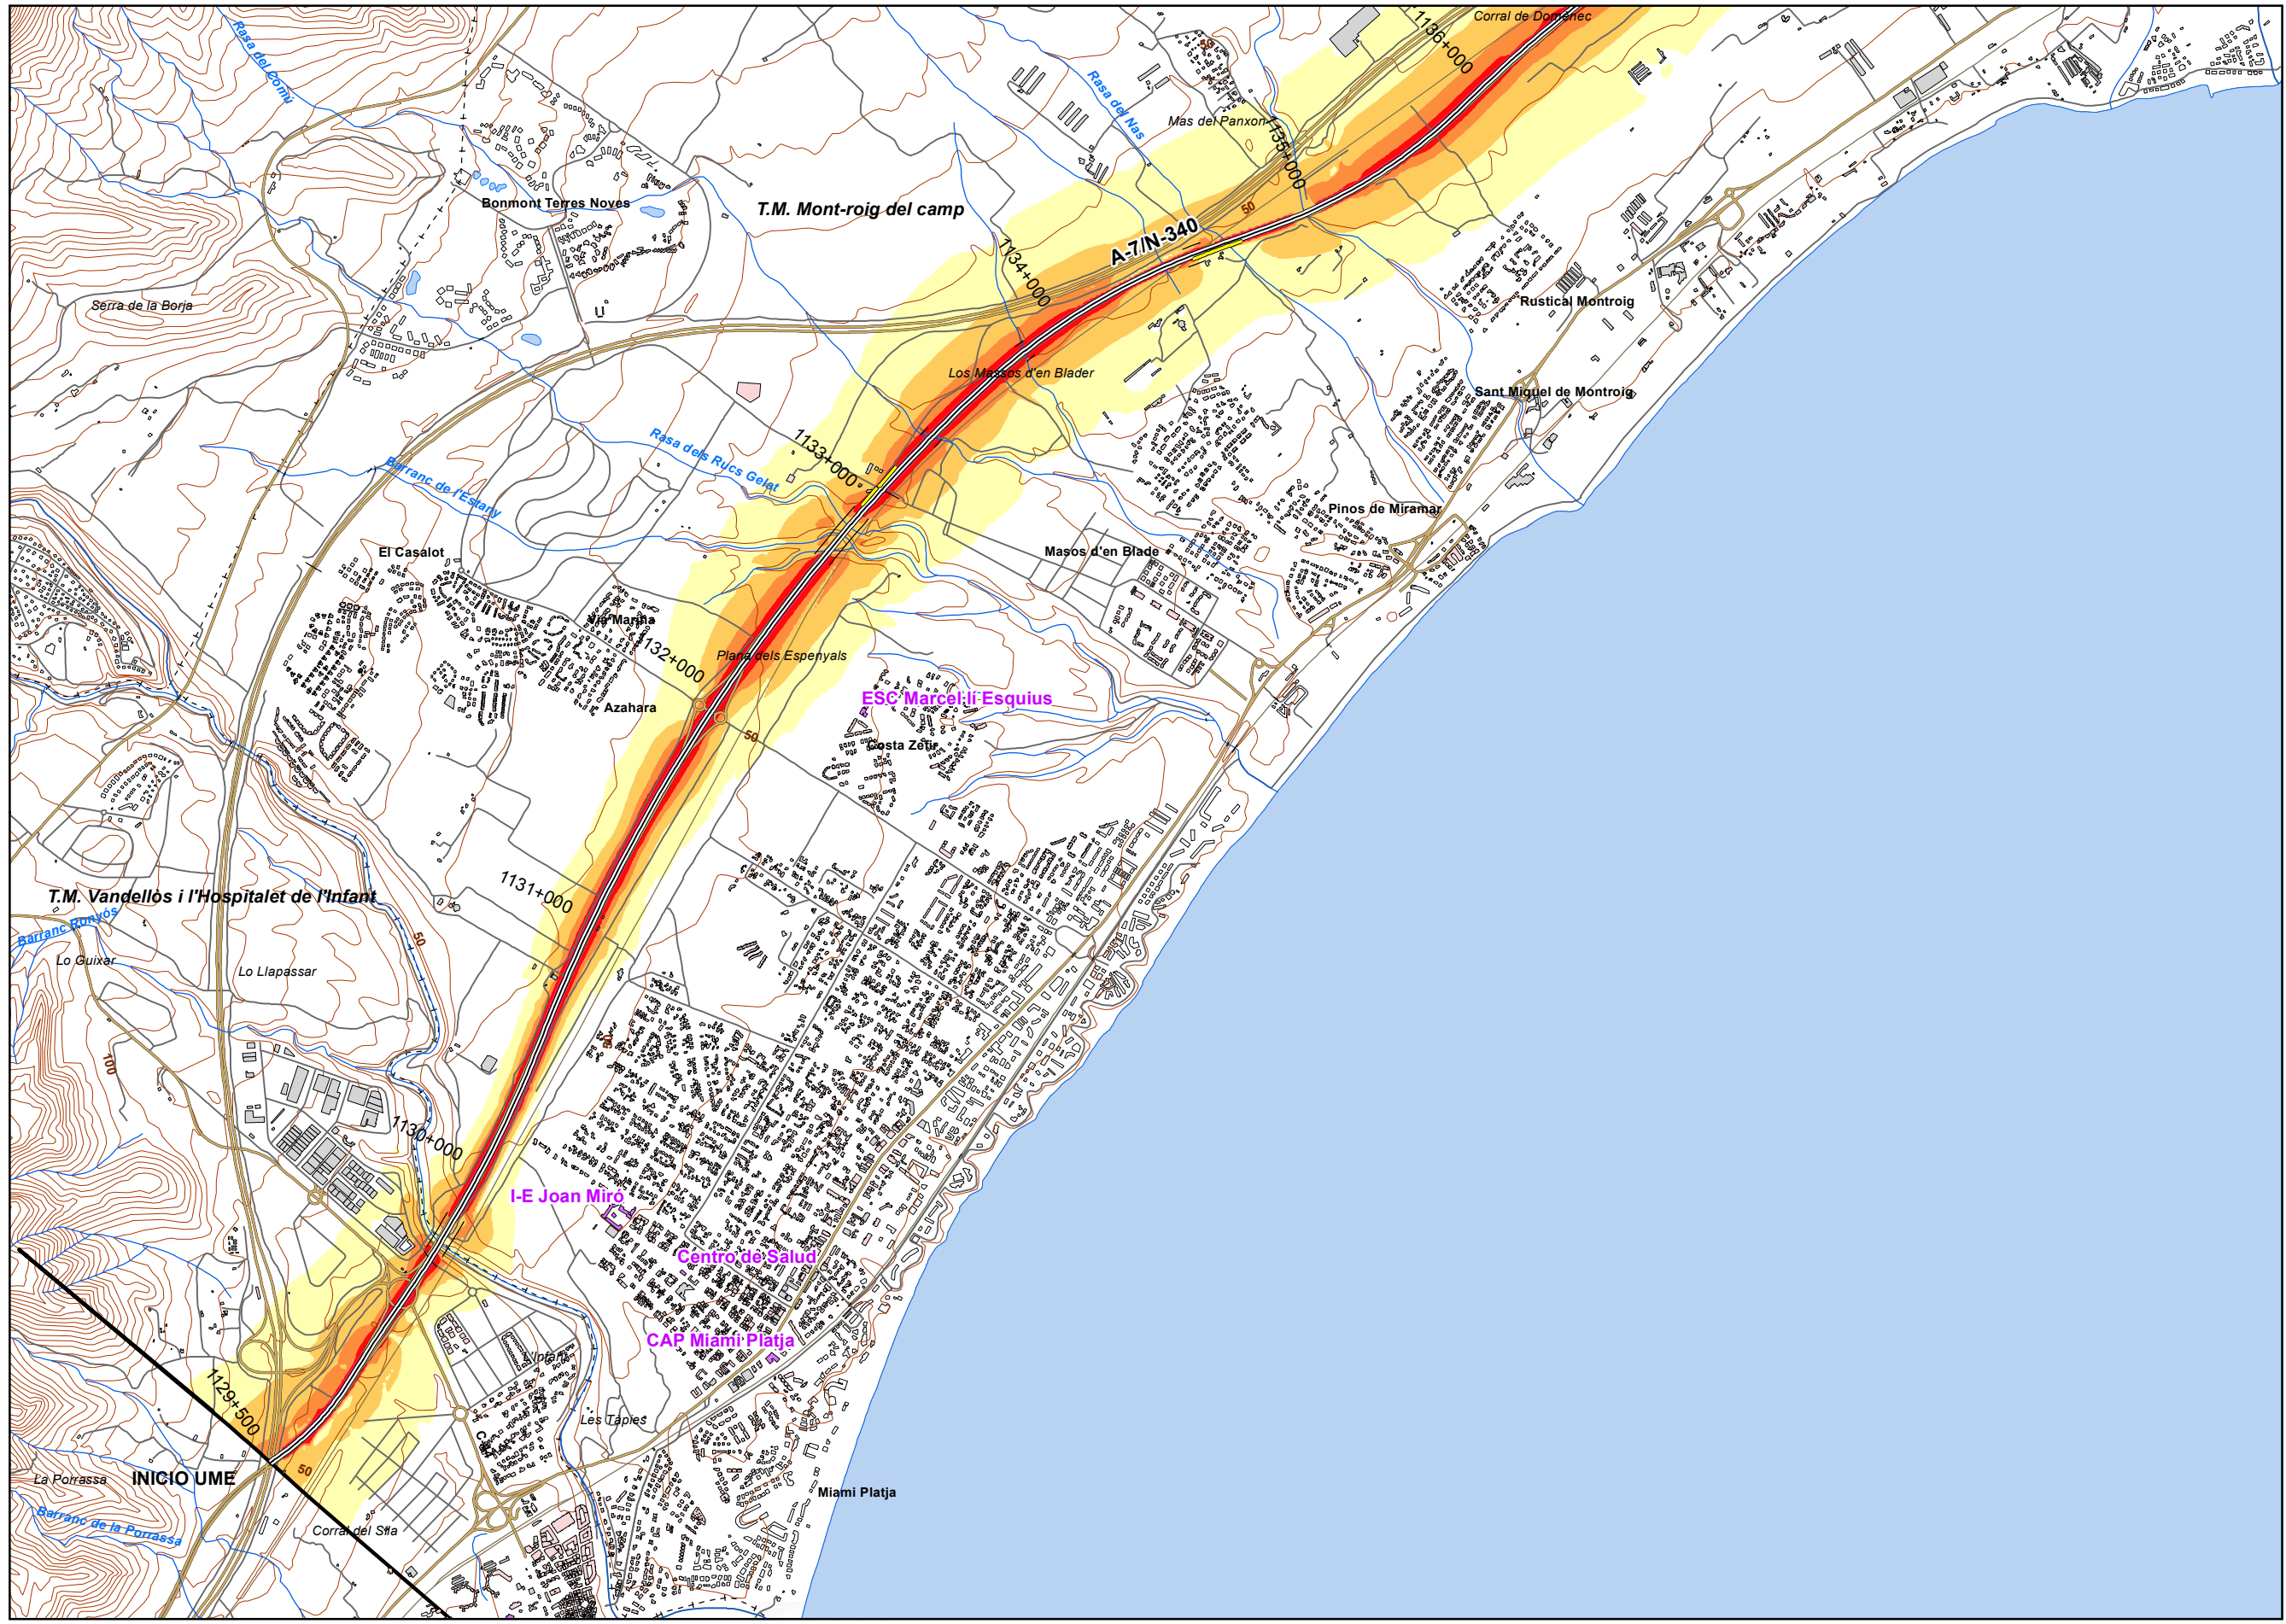 Corral de Domènec
1136+000
Rasa del Comú
Rasa del Nas
50
Mas del Panxon
1135+000
Bonmont Terres Noves
T.M. Mont-roig del camp
50
A-7/N-340
1134+000
Serra de la Borja
Rustical Montroig
Los Massos d'en Blader
Sant Miquel de Montroig
1133+000
Rasa dels Rucs Gelat
Barranc de l'Estany
Pinos de Miramar
El Casalot
Masos d'en Blade
Via Marina
1132+000
Plana dels Espenyals
ESC Marcel·lí Esquius
Azahara
50
Costa Zefir
1131+000
T.M. Vandellòs i l'Hospitalet de l'Infant
Barranc Ronyós
50
Lo Guixar
Lo Llapassar
50
100
1130+000
I-E Joan Miró
Centro de Salud
CAP Miami Platja
L'Infant
1129+500
Les Tàpies
50
La Porrassa
INICIO UME
Miami Platja
Barranc de la Porrassa
Corral del Sila